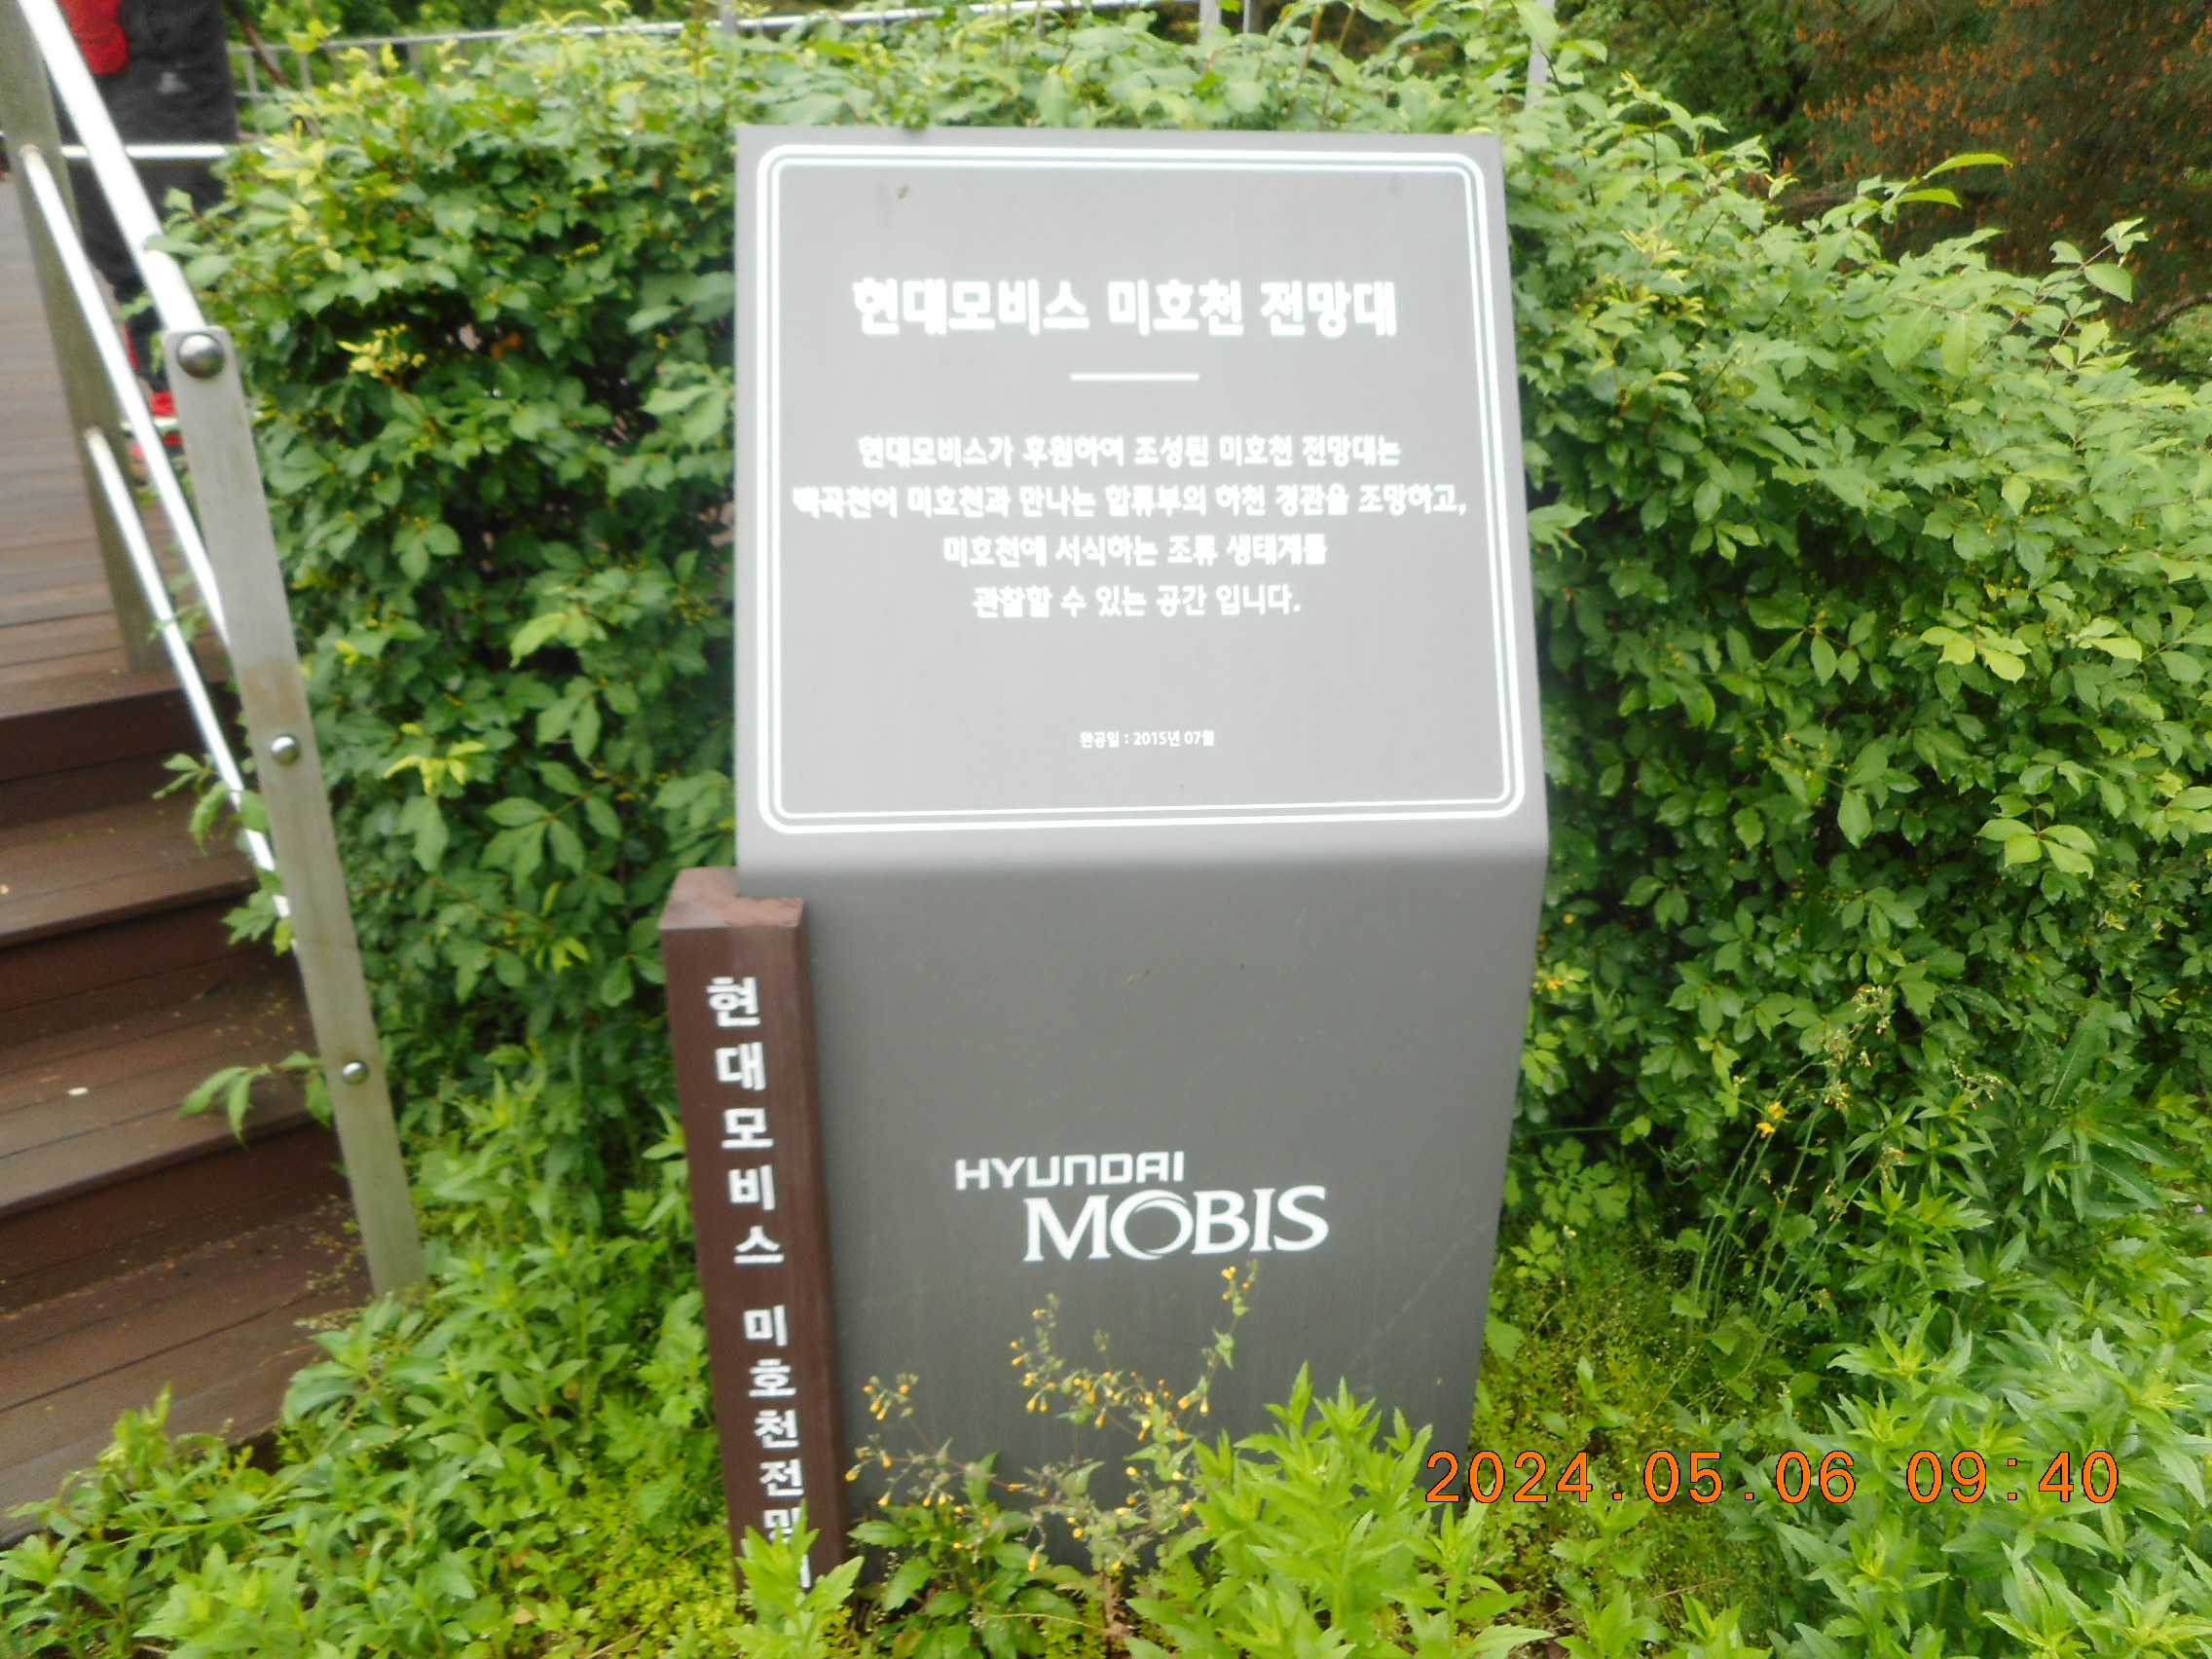 현대모비스 미호천 전망대
현대모비스가 후원하여 조성된 미호천 전망대는
백곡천이 미호천과 만나는 합류부의 하천 경관을 조망하고,
미호천에 서식하는 조류 생태계를
관찰할 수 있는 공간 입니다.
완공일 : 2015년 07월
HYUNDAI
MOBIS
현대모비스 미호천전망
2024.05.06 09:40